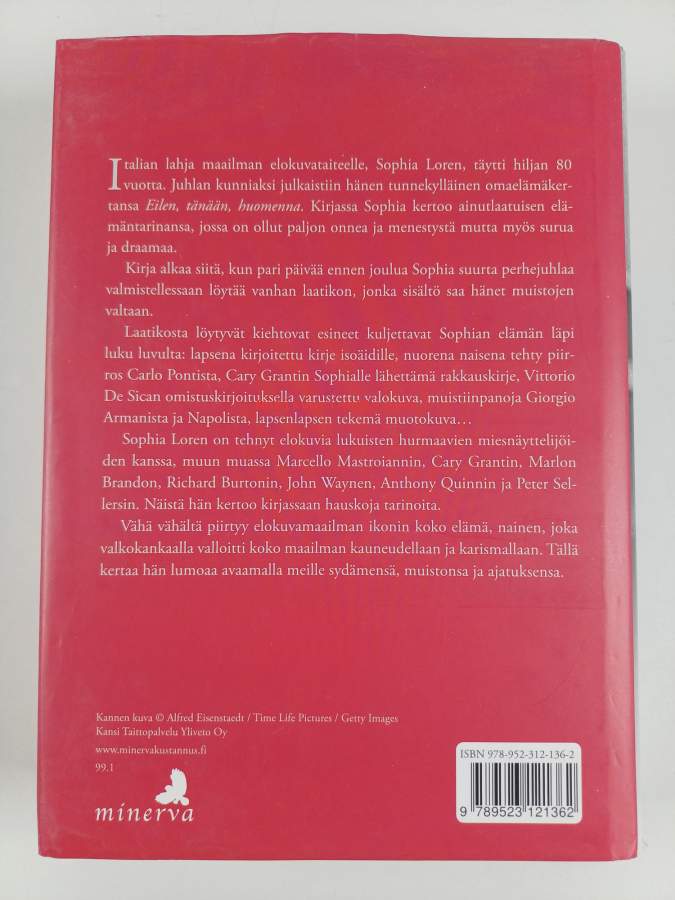 Italian lahja maailman elokuvataiteelle, Sophia Loren, täytti hiljan 80
vuotta. Juhlan kunniaksi julkaistiin hänen tunnekylläinen omaelämäker-
tansa Eilen, tänään, huomenna. Kirjassa Sophia kertoo ainutlaatuisen elä-
mäntarinansa, jossa on ollut paljon onnea ja menestystä mutta myös surua
ja draamaa.
Kirja alkaa siitä, kun pari päivää ennen joulua Sophia suurta perhejuhlaa
valmistellessaan löytää vanhan laatikon, jonka sisältö saa hänet muistojen
valtaan.
Laatikosta löytyvät kiehtovat esineet kuljettavat Sophian elämän läpi
luku luvulta: lapsena kirjoitettu kirje isoäidille, nuorena naisena tehty piir-
ros Carlo Pontista, Cary Grantin Sophialle lähettämä rakkauskirje, Vittorio
De Sican omistuskirjoituksella varustettu valokuva, muistiinpanoja Giorgio
Armanista ja Napolista, lapsenlapsen tekemä muotokuva…
Sophia Loren on tehnyt elokuvia lukuisten hurmaavien miesnäyttelijöi-
den kanssa, muun muassa Marcello Mastroiannin, Cary Grantin, Marlon
Brandon, Richard Burtonin, John Waynen, Anthony Quinnin ja Peter Sel-
lersin. Näistä hän kertoo kirjassaan hauskoja tarinoita.
Vähä vähältä piirtyy elokuvamaailman ikonin koko elämä, nainen, joka
valkokankaalla valloitti koko maailman kauneudellaan ja karismallaan. Tällä
kertaa hän lumoaa avaamalla meille sydämensä, muistonsa ja ajatuksensa.
Kannen kuva © Alfred Eisenstaedt / Time Life Pictures / Getty Images
Kansi Taittopalvelu Yliveto Oy
www.minervakustannus.fi
99.1
minerva
ISBN 978-952-312-136-2
9 789523 121362